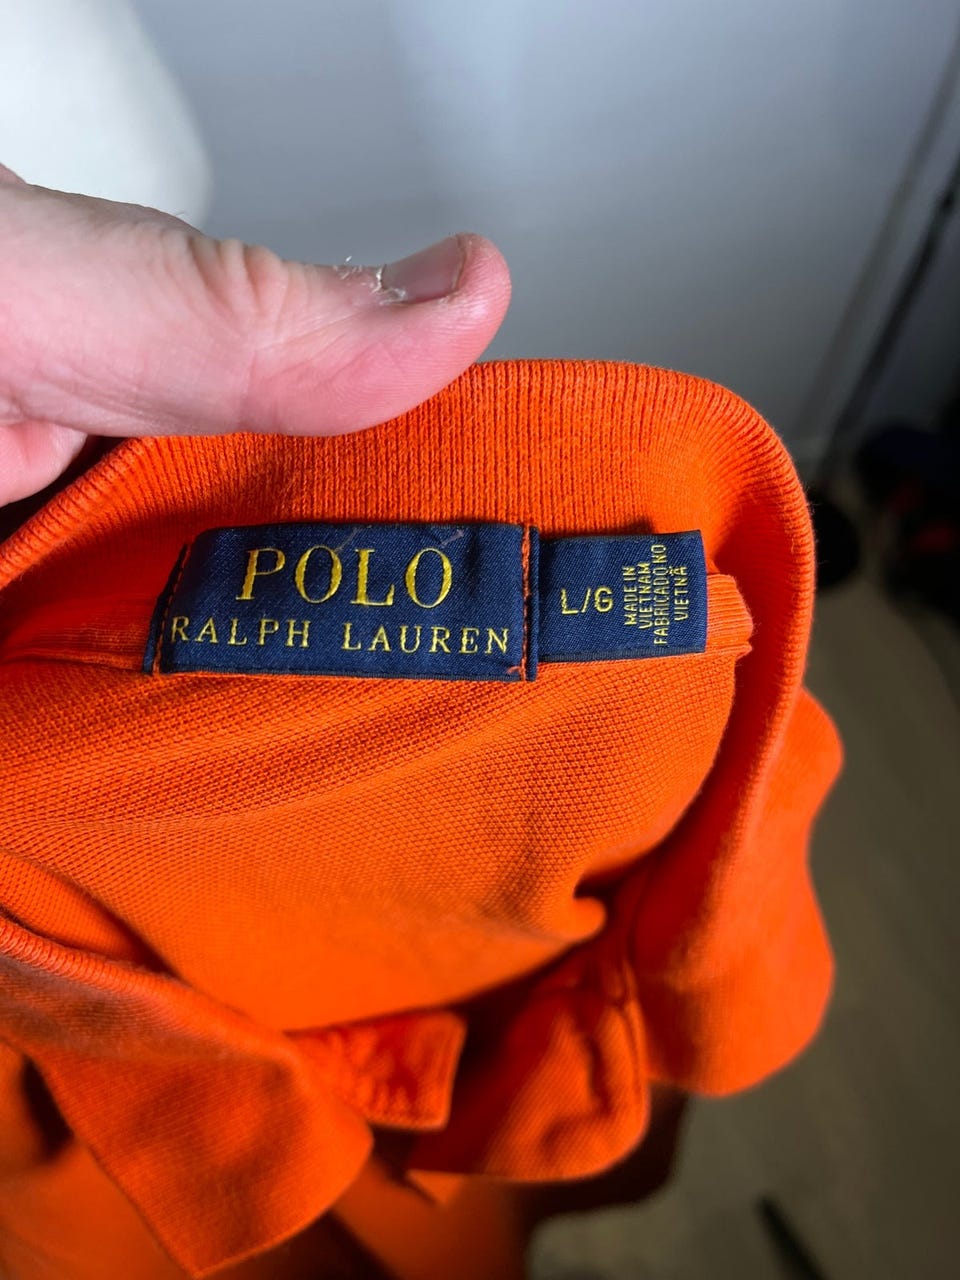 POLO
RALPH LAUREN
L/G
MADE IN
VIETNAM
FABRICADO NO
VIETNÃ